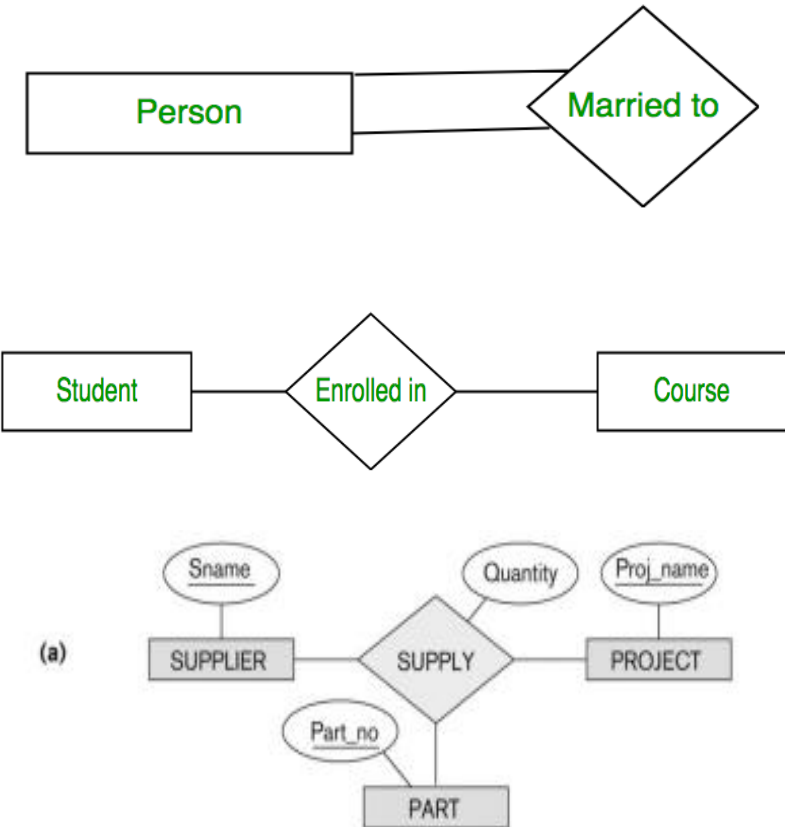 Person
Married to
Student
Enrolled in
Course
Sname
Quantity
Proj_name
(a)
SUPPLIER
SUPPLY
PROJECT
Part_no
PART